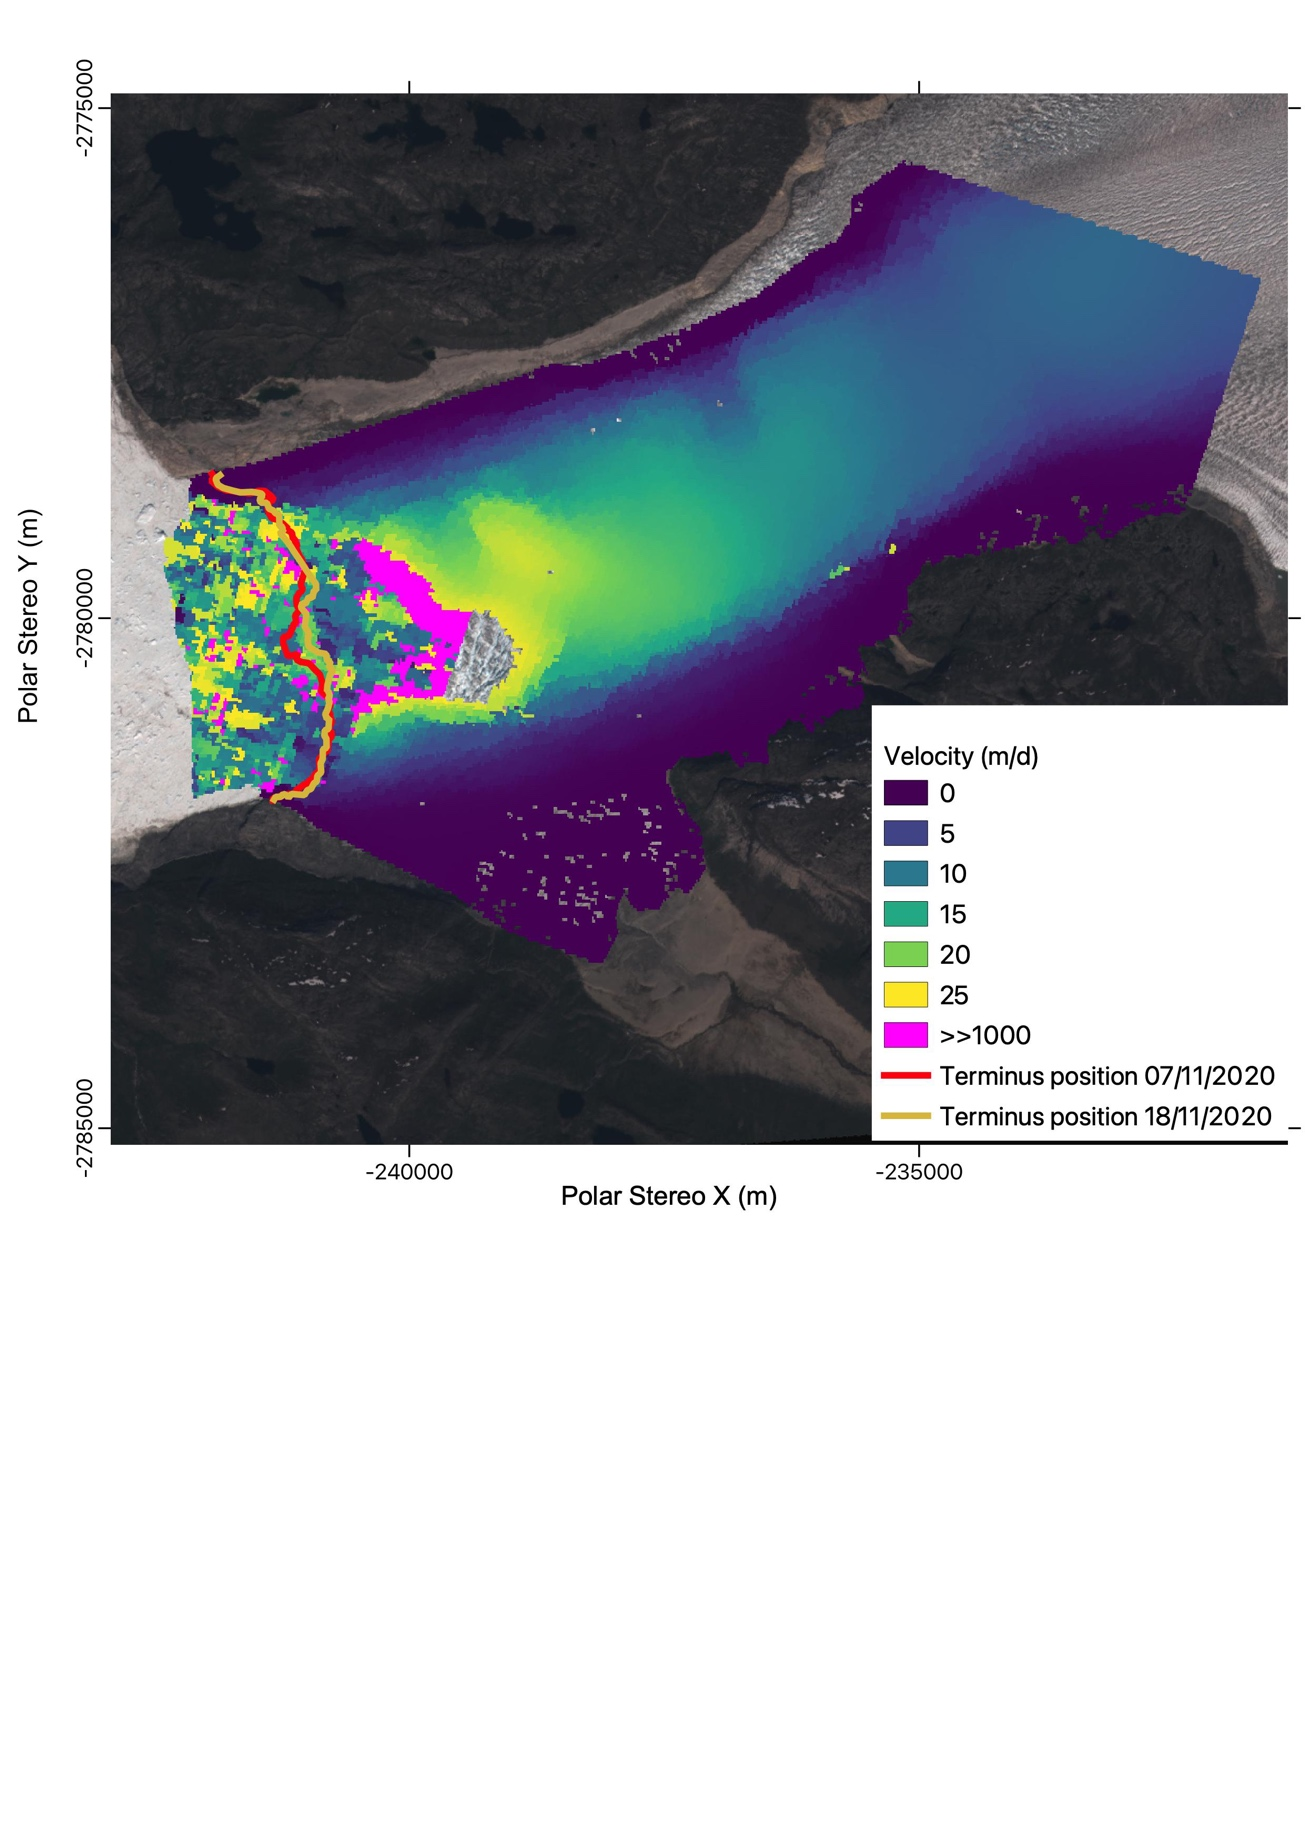 -2775000
-2780000
-2785000
Polar Stereo Y (m)
Velocity (m/d)
0
5
10
15
20
25
>>1000
Terminus position 07/11/2020
Terminus position 18/11/2020
-240000
-235000
Polar Stereo X (m)